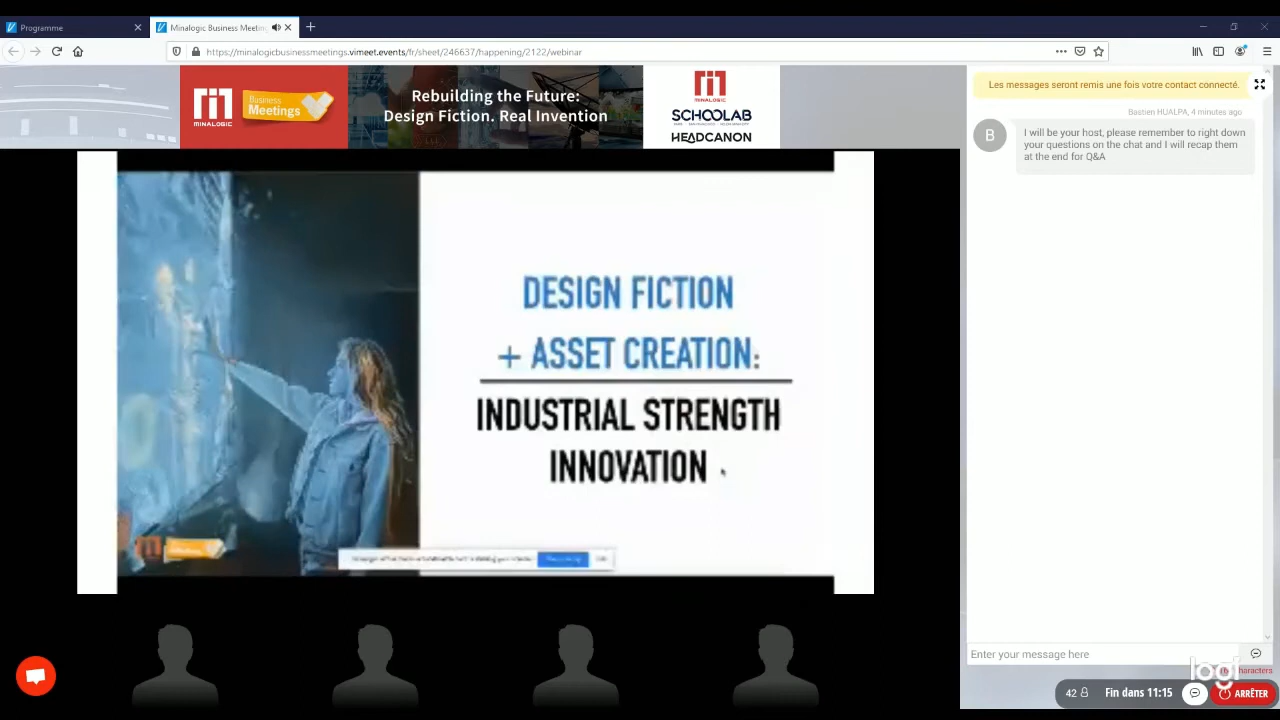 Programme
Minalogic Business Meeting
https://minalogicbusinessmeetings.vimeet.events/fr/sheet/246637/happening/2122/webinar
MINALOGIC
Business
Meetings
Rebuilding the Future:
Design Fiction. Real Invention
MINALOGIC
SCHOOLAB
HEADCANON
Les messages seront remis une fois votre contact connecté.
Bastien HUALPA, 4 minutes ago
B
I will be your host, please remember to right down
your questions on the chat and I will recap them
at the end for Q&A
DESIGN FICTION
+ ASSET CREATION:
INDUSTRIAL STRENGTH
INNOVATION
Enter your message here
logi
characters
42
Fin dans 11:15
ARRÊTER